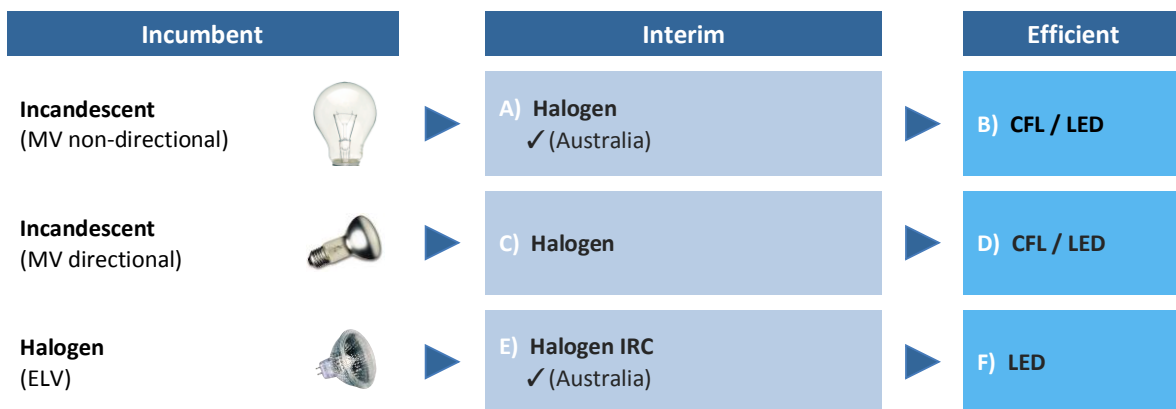 Incumbent
Interim
Efficient
Incandescent
(MV non-directional)
A) Halogen
✓(Australia)
B) CFL / LED
Incandescent
(MV directional)
C) Halogen
D) CFL / LED
Halogen
(ELV)
E) Halogen IRC
✓(Australia)
F) LED